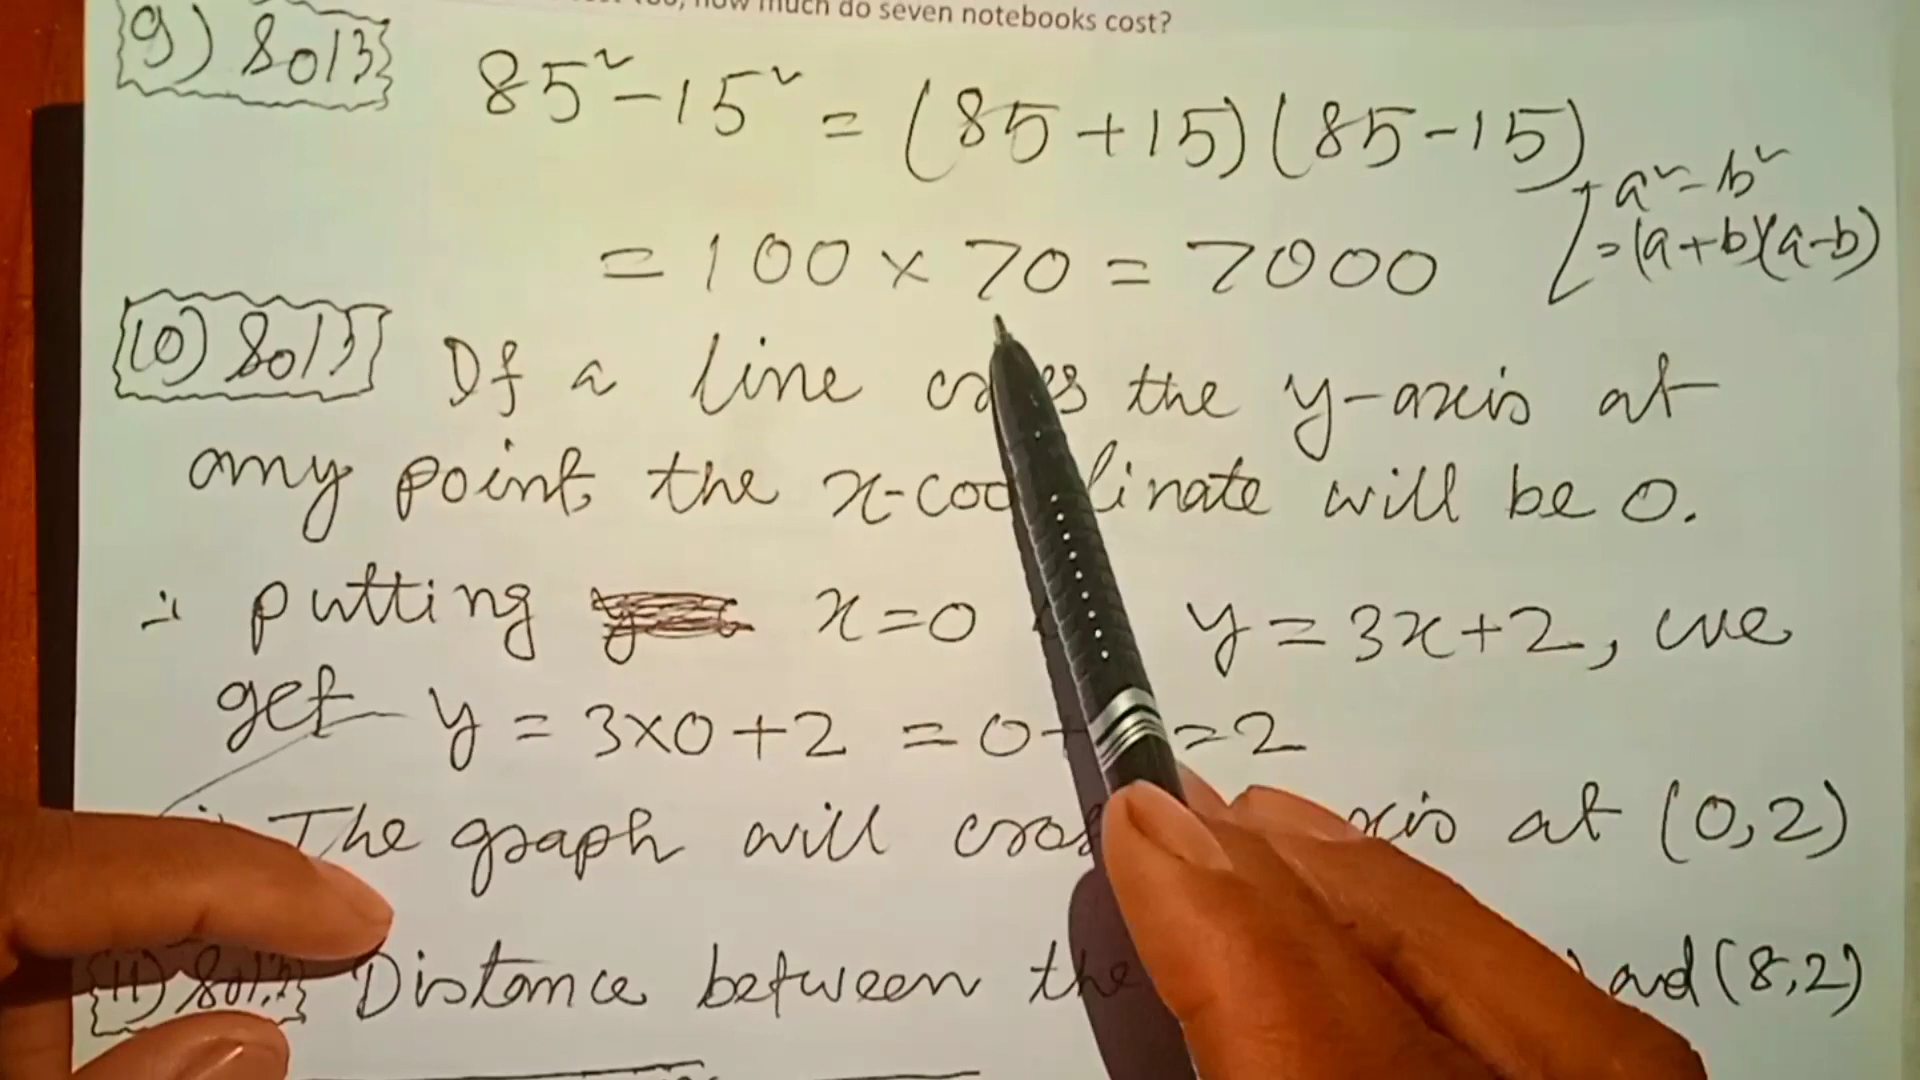 how much do seven notebooks cost?
9) Soln
85² - 15² = (85+15)(85-15)
[a² - b²
= (a+b)(a-b)
= 100 × 70 = 7000
10) Soln If a line the y-axis at
any point, the will be 0.
∴ putting x=0 y = 3x+2, we
get y = 3×0+2 = 0+ =2
∴ The graph will at (0,2)
11) Soln Distance between the and (8,2)